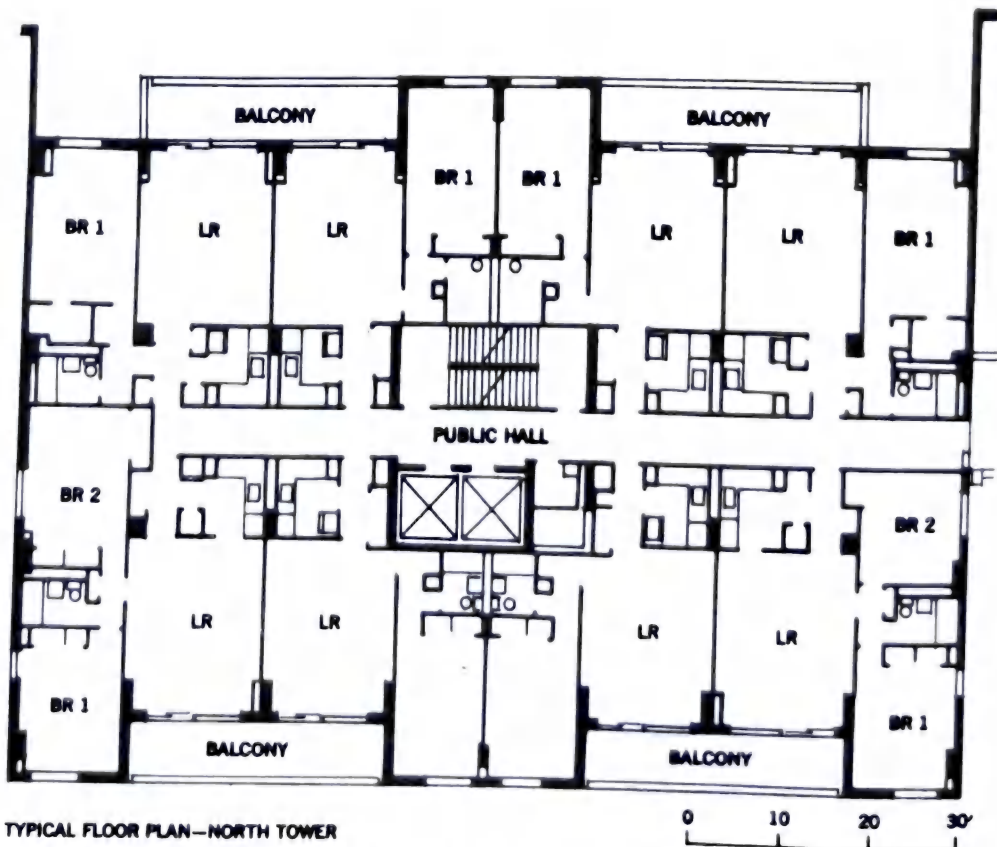 BALCONY
BALCONY
BR 1
BR 1
BR 1
LR
LR
LR
LR
BR 1
PUBLIC HALL
BR 2
BR 2
LR
LR
LR
LR
BR 1
BR 1
BALCONY
BALCONY
TYPICAL FLOOR PLAN—NORTH TOWER
0 10 20 30'